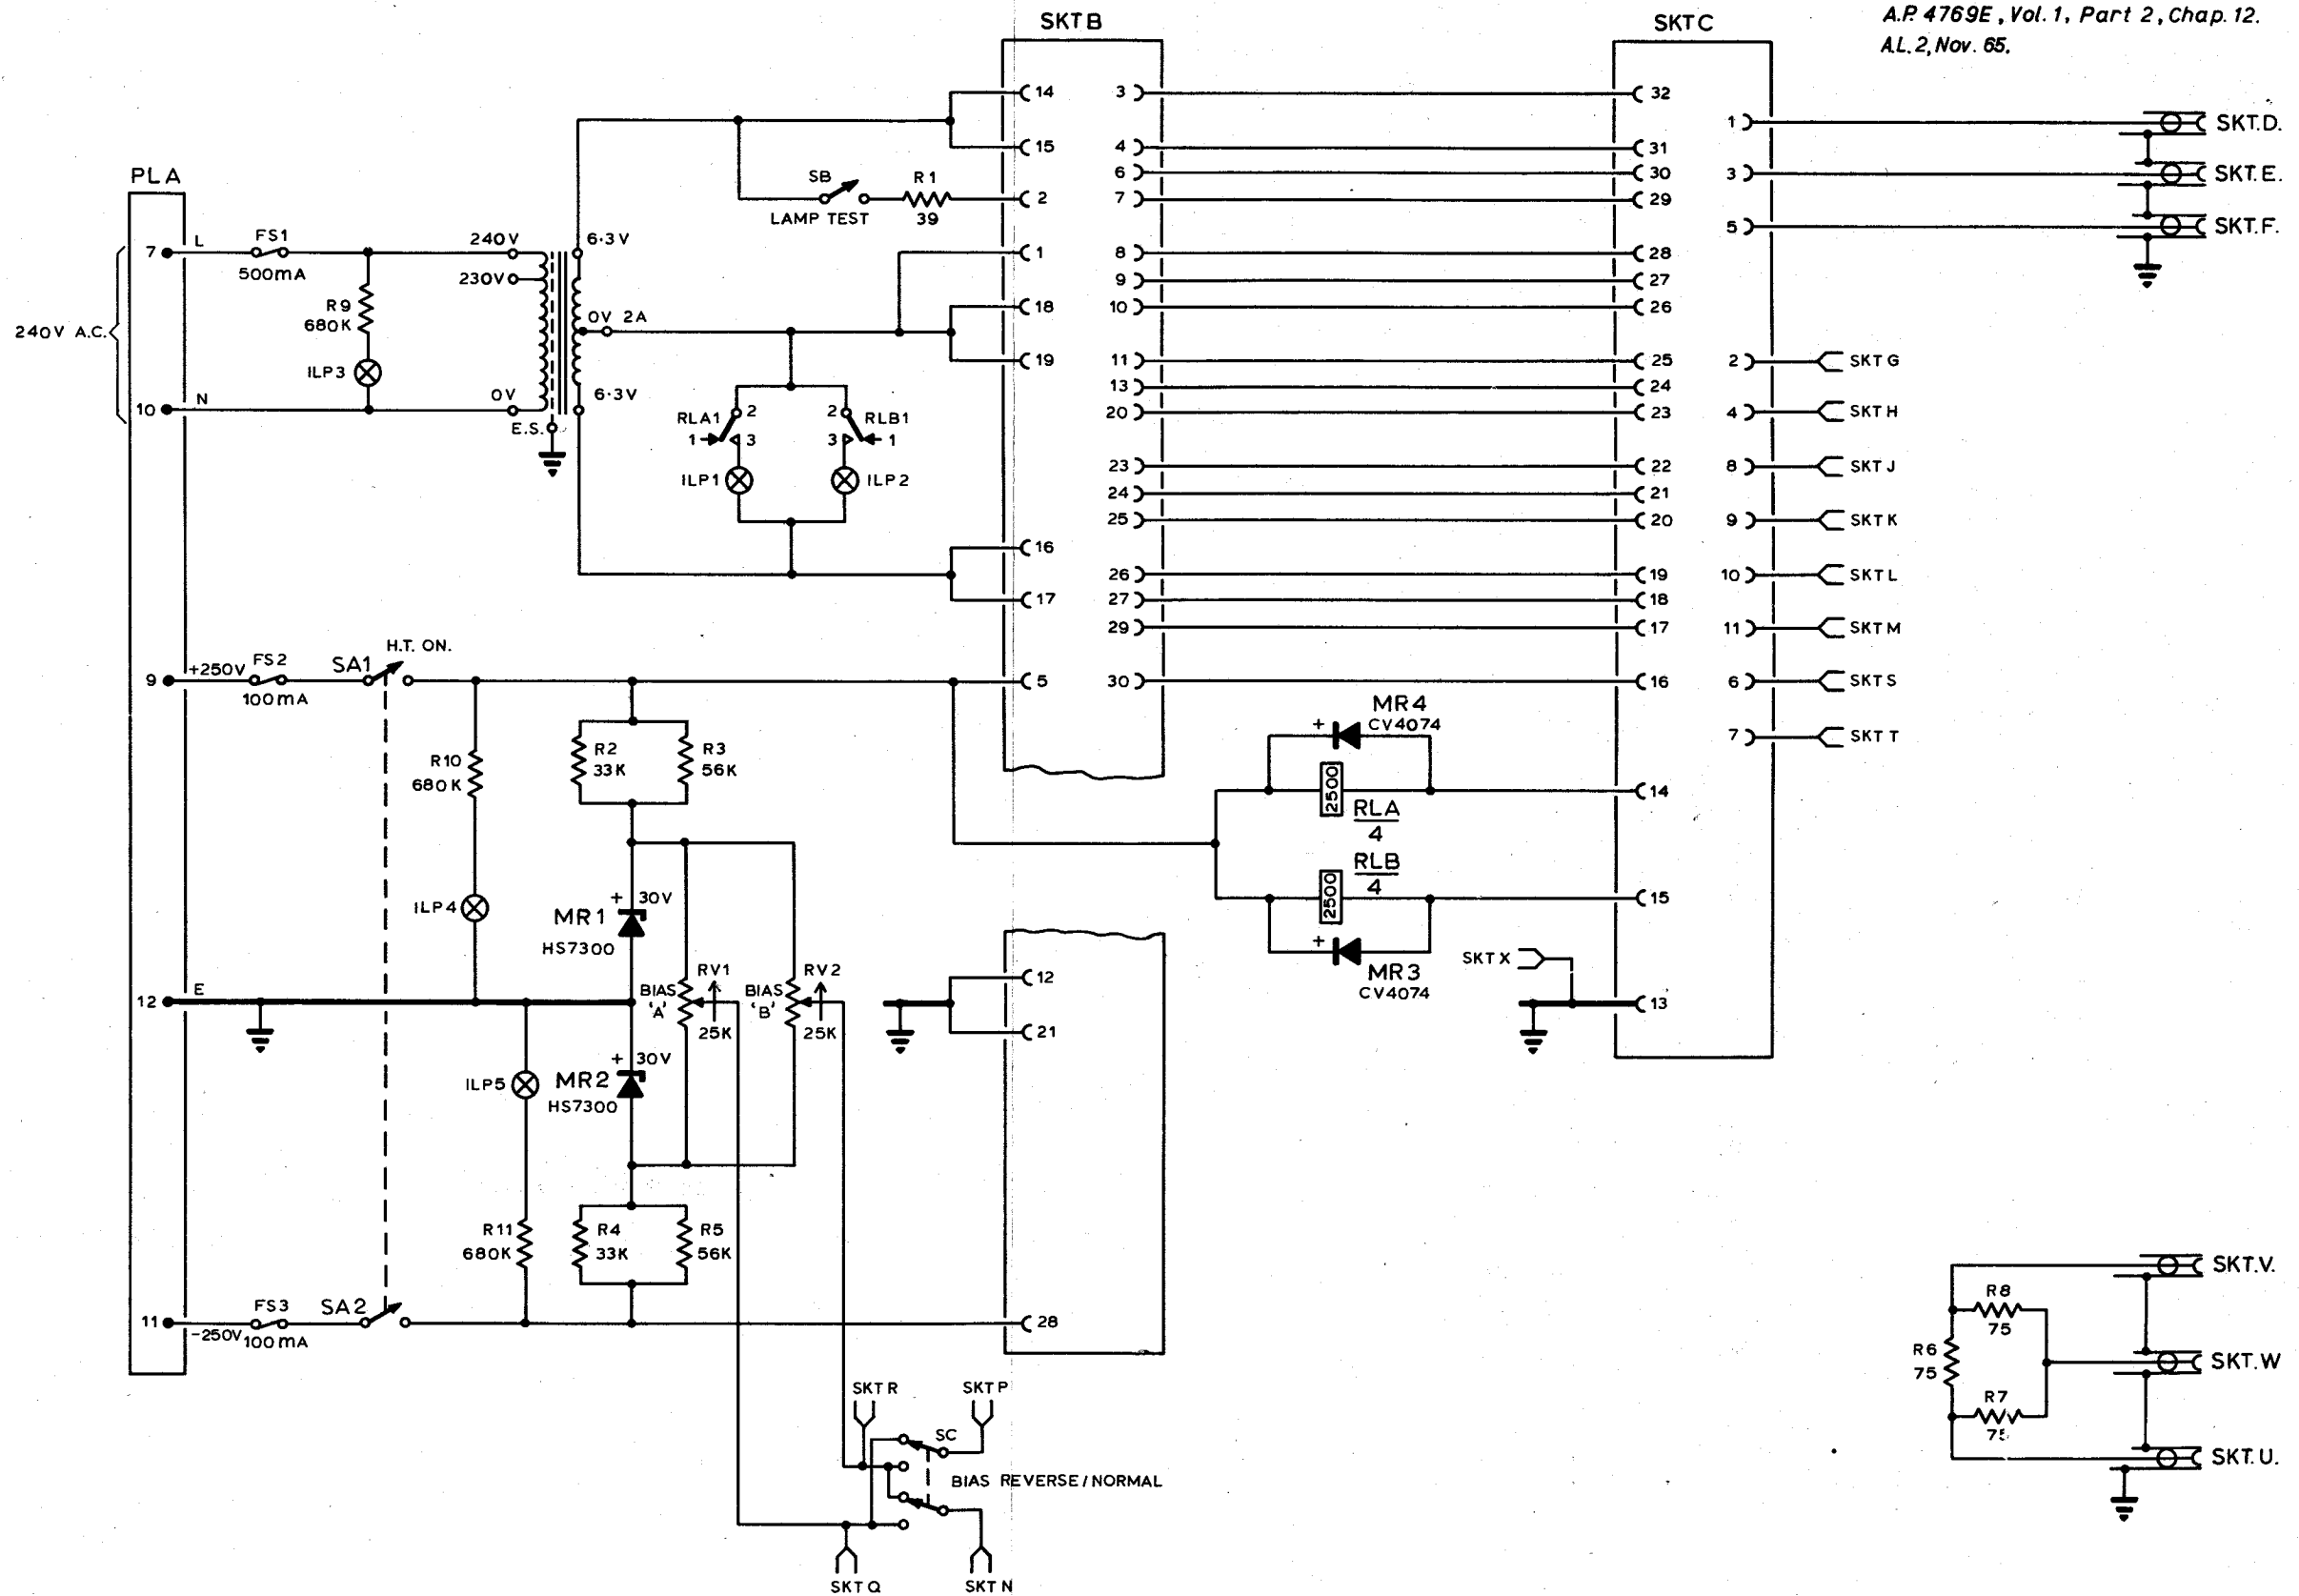 A.P. 4769E, Vol. 1, Part 2, Chap. 12.
A.L. 2, Nov. 65.
SKT B
SKT C
14
3
32
1
SKT. D.
15
4
31
6
30
3
SKT. E.
SB
R1
2
7
29
LAMP TEST
39
5
SKT. F.
PLA
7
L
FS1
500mA
240V
6·3V
230V
1
8
28
9
27
18
10
26
R9
680K
240V A.C.
0V 2A
ILP3
19
11
25
2
SKT G
13
24
10
N
0V
6·3V
E.S.
RLA1
2
1
3
2
RLB1
3
1
20
23
4
SKT H
ILP1
ILP2
23
22
8
SKT J
24
21
25
20
9
SKT K
16
26
19
10
SKT L
17
27
18
29
17
11
SKT M
H.T. ON.
9
+250V
FS2
100mA
SA1
5
30
16
6
SKT S
7
SKT T
MR4
CV4074
+
R2
33K
R3
56K
R10
680K
2500
14
RLA
4
RLB
4
2500
15
+
MR3
CV4074
+ 30V
MR1
HS7300
ILP4
SKT X
13
12
E
RV1
BIAS
'A'
25K
RV2
BIAS
'B'
25K
12
21
+ 30V
MR2
HS7300
ILP5
R11
680K
R4
33K
R5
56K
11
-250V
FS3
100mA
SA2
28
SKT. V.
R8
75
R6
75
SKT. W
R7
SKT. U.
SKT R
SKT P
SC
BIAS REVERSE / NORMAL
SKT Q
SKT N